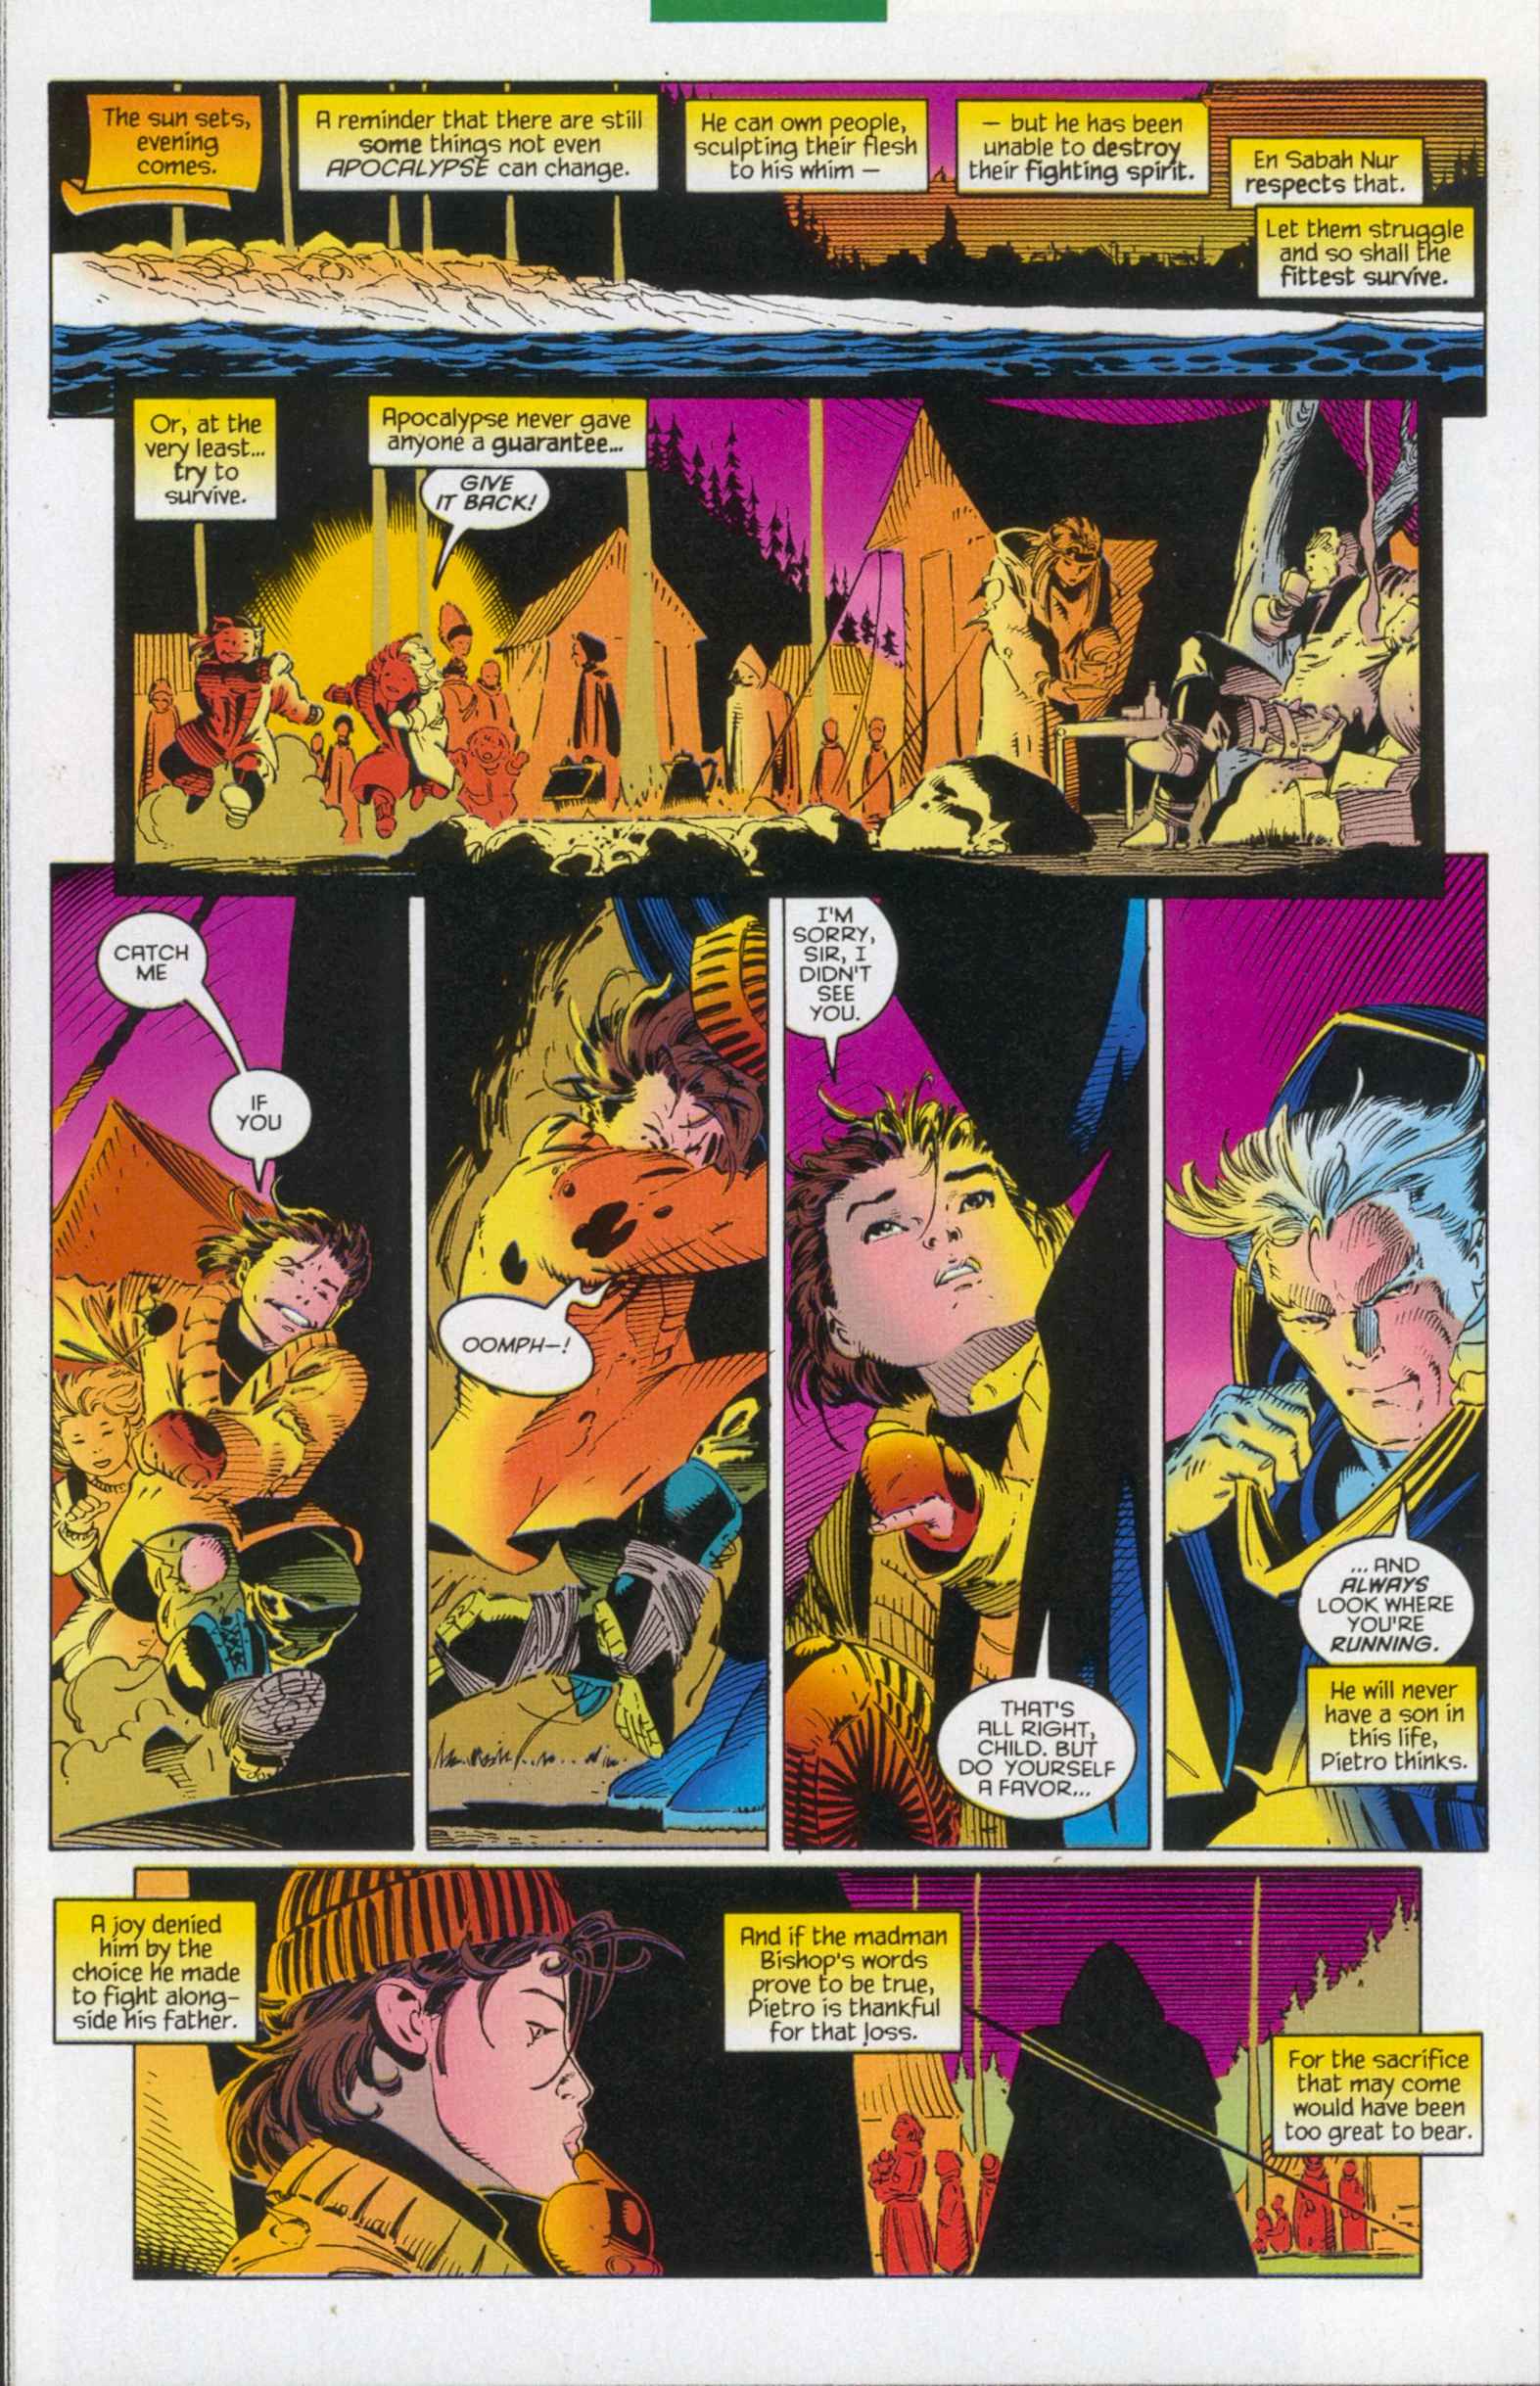 The sun sets,
evening
comes.
A reminder that there are still
some things not even
APOCALYPSE can change.
He can own people,
sculpting their flesh
to his whim —
— but he has been
unable to destroy
their fighting spirit.
En Sabah Nur
respects that.
Let them struggle
and so shall the
fittest survive.
Or, at the
very least...
try to
survive.
Apocalypse never gave
anyone a guarantee...
GIVE
IT BACK!
CATCH
ME
IF
YOU
OOMPH—!
I'M
SORRY,
SIR, I
DIDN'T
SEE
YOU.
THAT'S
ALL RIGHT,
CHILD. BUT
DO YOURSELF
A FAVOR...
... AND
ALWAYS
LOOK WHERE
YOU'RE
RUNNING.
He will never
have a son in
this life,
Pietro thinks.
A joy denied
him by the
choice he made
to fight along-
side his father.
And if the madman
Bishop's words
prove to be true,
Pietro is thankful
for that loss.
For the sacrifice
that may come
would have been
too great to bear.